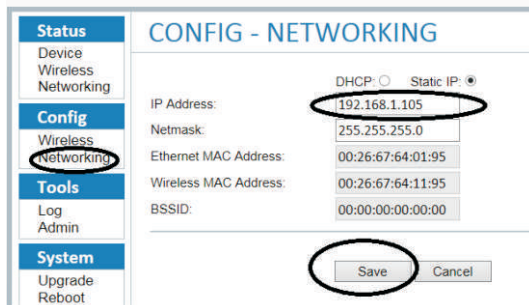 Status
Device
Wireless
Networking
Config
Wireless
Networking
Tools
Log
Admin
System
Upgrade
Reboot
CONFIG - NETWORKING
DHCP: Static IP:
IP Address: 192.168.1.105
Netmask: 255.255.255.0
Ethernet MAC Address: 00:26:67:64:01:95
Wireless MAC Address: 00:26:67:64:11:95
BSSID: 00:00:00:00:00:00
Save Cancel